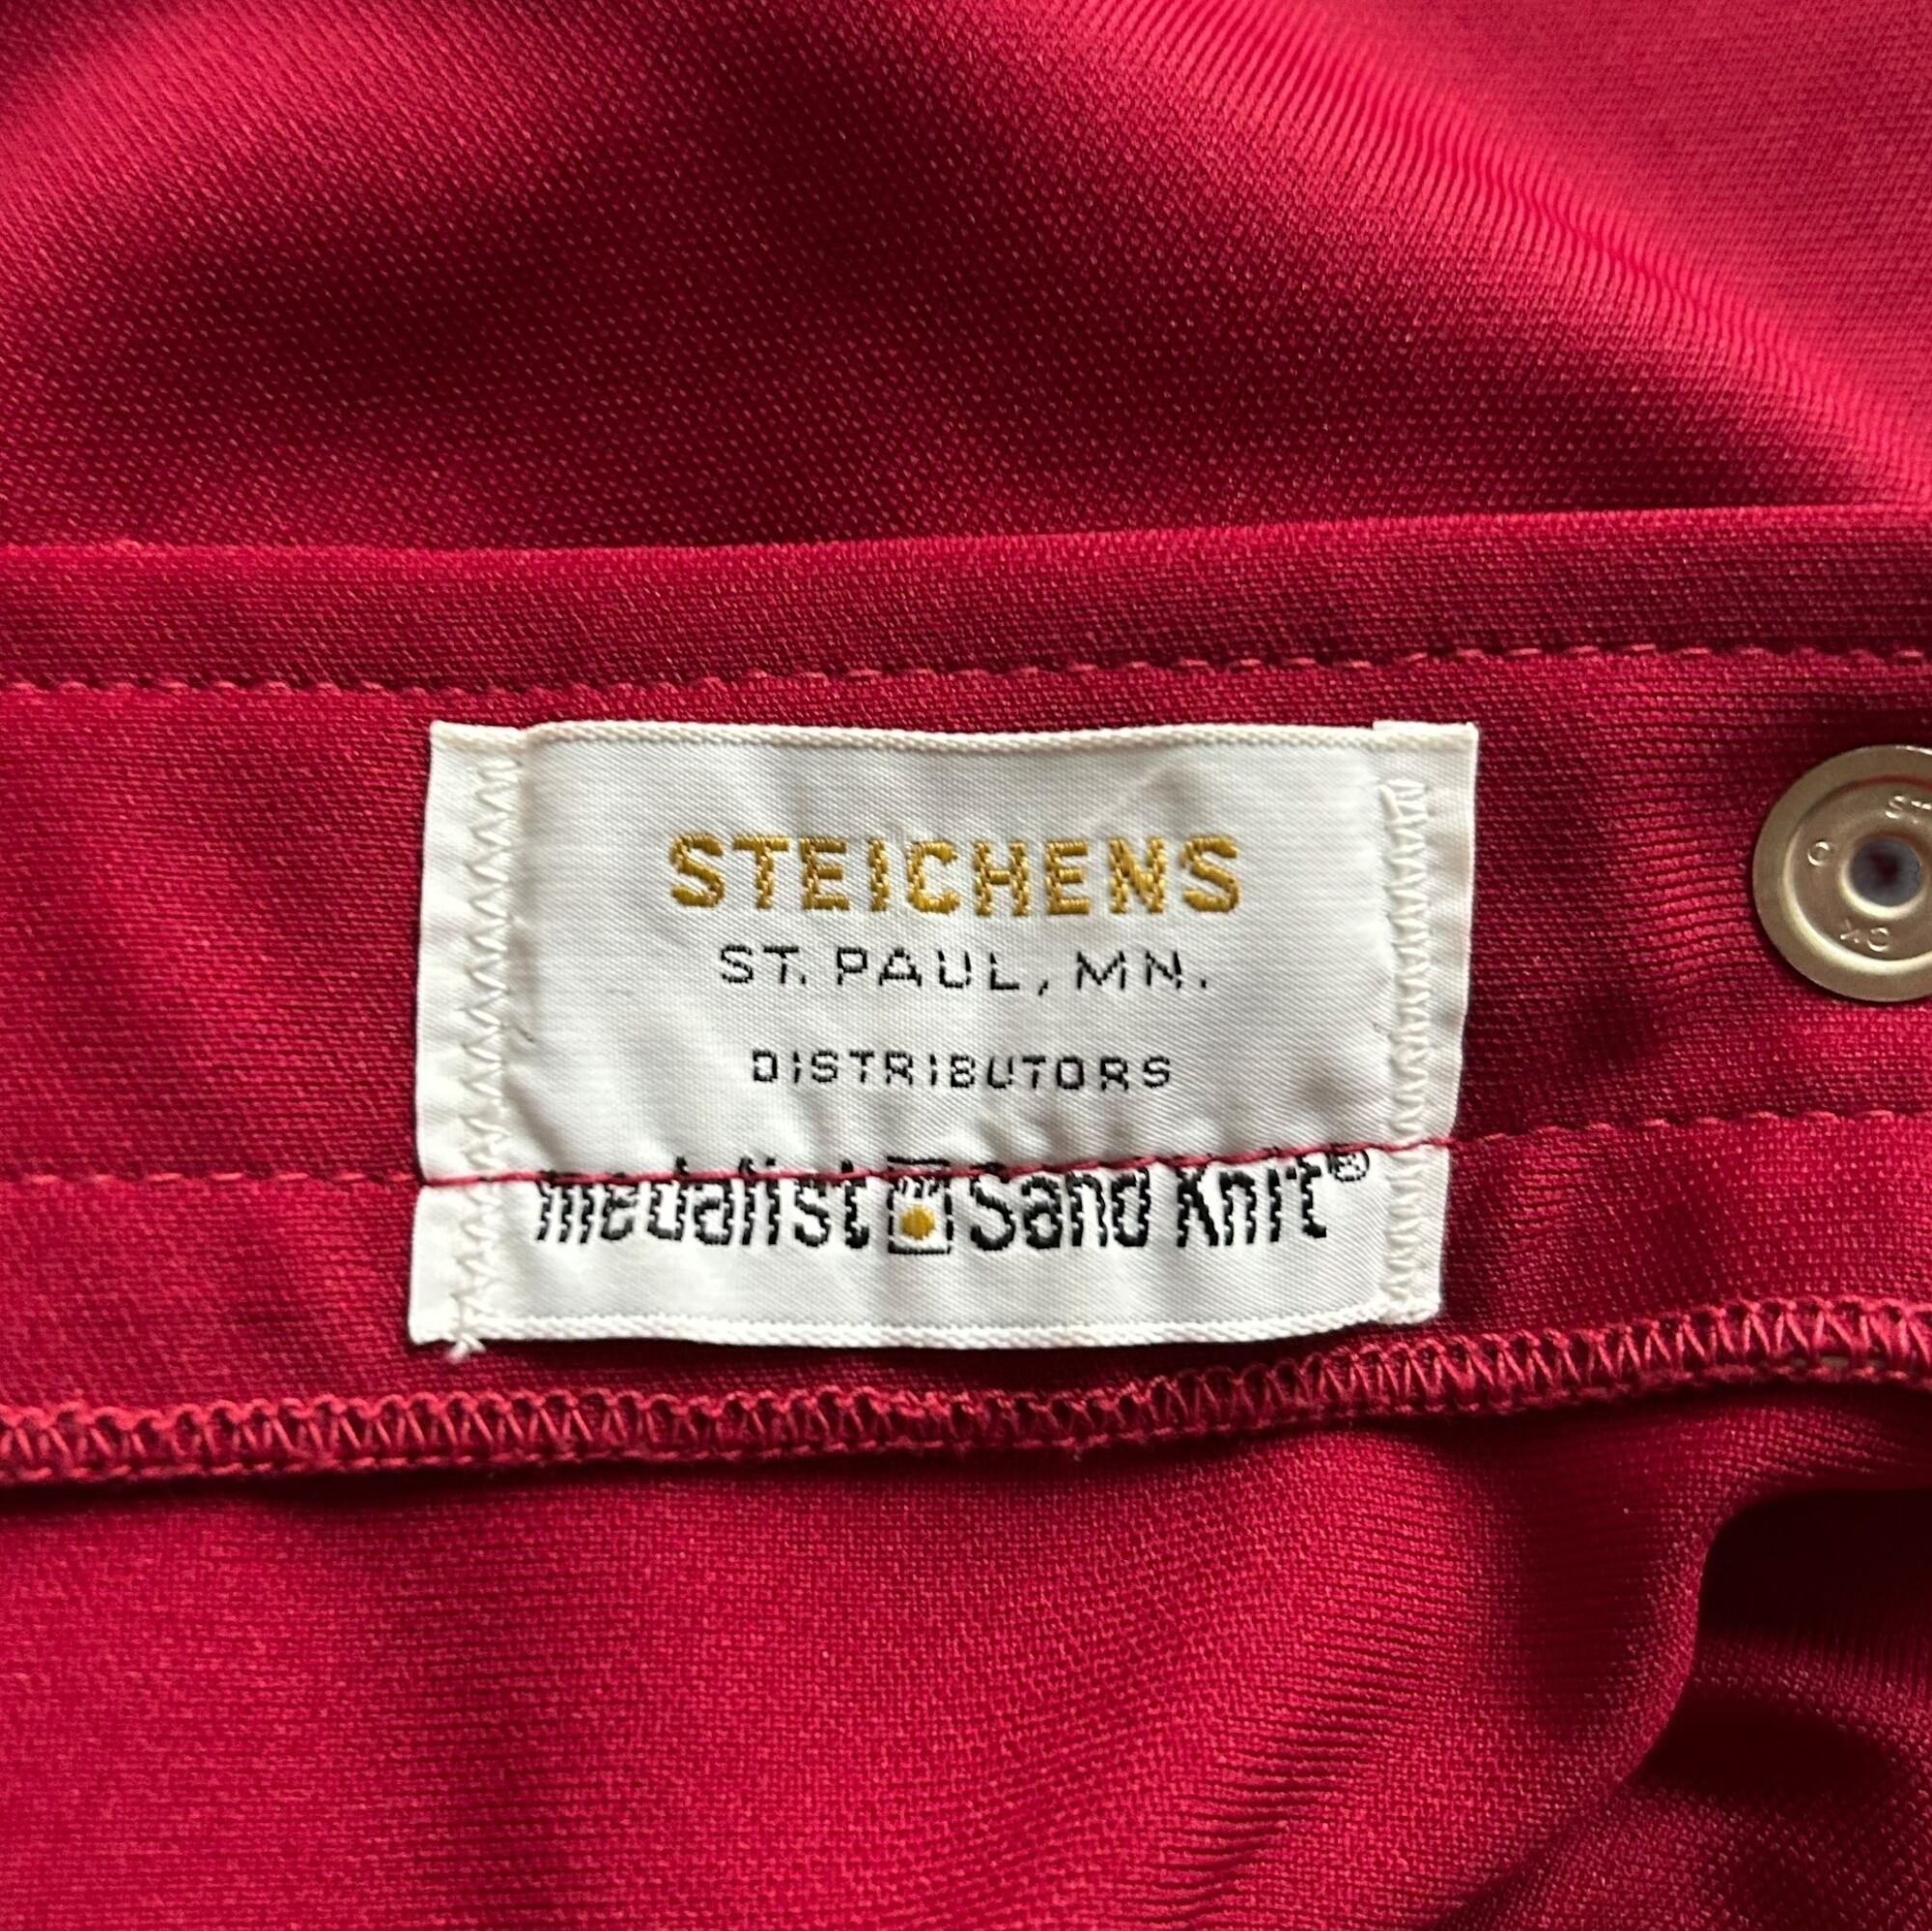 STEICHENS
ST. PAUL, MN.
DISTRIBUTORS
medalist Sand Knit®